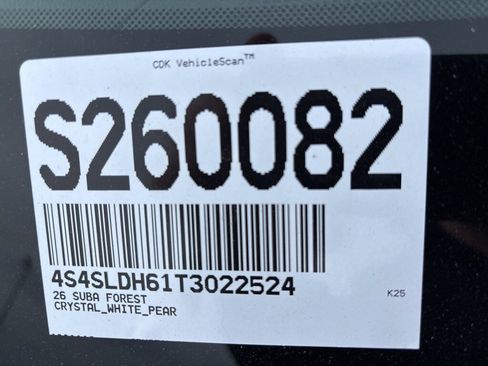 CDK VehicleScan™
S260082
4S4SLDH61T3022524
26 SUBA FOREST
K25
CRYSTAL_WHITE_PEAR